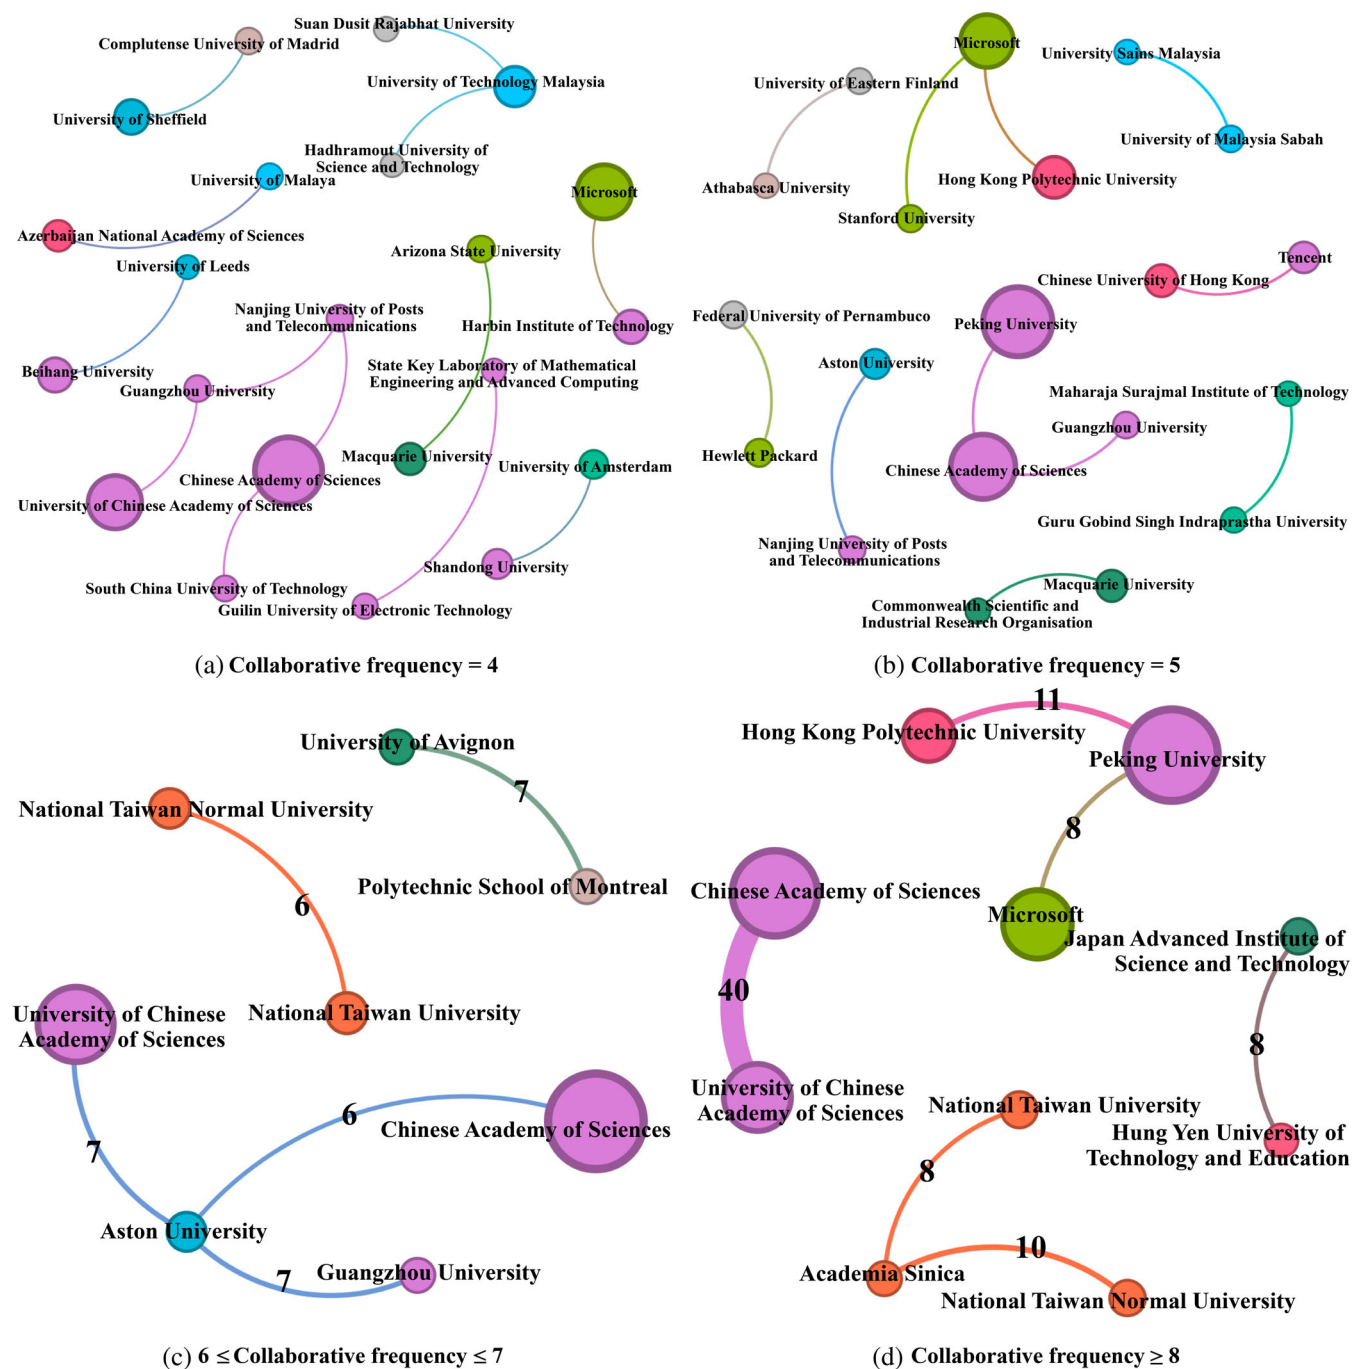 Suan Dusit Rajabhat University
Complutense University of Madrid
University of Technology Malaysia
University of Sheffield
Hadhramout University of
Science and Technology
University of Malaya
Microsoft
Azerbaijan National Academy of Sciences
Arizona State University
University of Leeds
Nanjing University of Posts
and Telecommunications
Harbin Institute of Technology
State Key Laboratory of Mathematical
Engineering and Advanced Computing
Beihang University
Guangzhou University
Macquarie University
University of Amsterdam
Chinese Academy of Sciences
University of Chinese Academy of Sciences
Shandong University
South China University of Technology
Guilin University of Electronic Technology
(a) Collaborative frequency = 4
Microsoft
University Sains Malaysia
University of Eastern Finland
University of Malaysia Sabah
Athabasca University
Hong Kong Polytechnic University
Stanford University
Tencent
Chinese University of Hong Kong
Federal University of Pernambuco
Peking University
Aston University
Maharaja Surajmal Institute of Technology
Guangzhou University
Hewlett Packard
Chinese Academy of Sciences
Guru Gobind Singh Indraprastha University
Nanjing University of Posts
and Telecommunications
Macquarie University
Commonwealth Scientific and
Industrial Research Organisation
(b) Collaborative frequency = 5
University of Avignon
7
National Taiwan Normal University
Polytechnic School of Montreal
6
University of Chinese
Academy of Sciences
National Taiwan University
6
Chinese Academy of Sciences
7
Aston University
7
Guangzhou University
(c) 6 ≤ Collaborative frequency ≤ 7
11
Hong Kong Polytechnic University
Peking University
8
Chinese Academy of Sciences
Microsoft
Japan Advanced Institute of
Science and Technology
40
8
University of Chinese
Academy of Sciences
National Taiwan University
Hung Yen University of
Technology and Education
8
10
Academia Sinica
National Taiwan Normal University
(d) Collaborative frequency ≥ 8